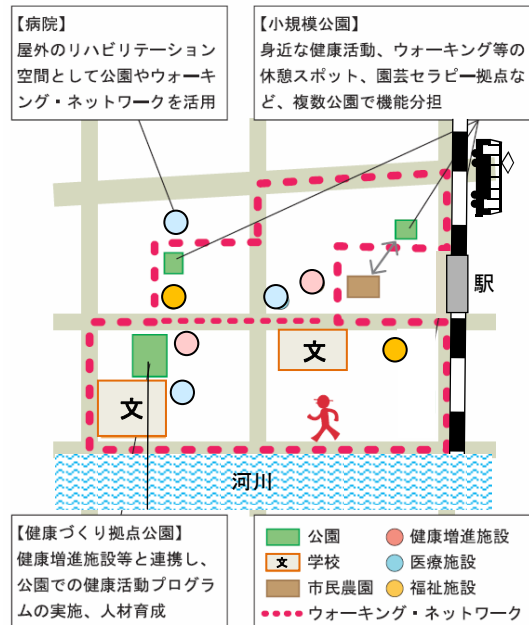 【病院】
屋外のリハビリテーション
空間として公園やウォーキ
ング・ネットワークを活用
【小規模公園】
身近な健康活動、ウォーキング等の
休憩スポット、園芸セラピー拠点な
ど、複数公園で機能分担
駅
文
文
河川
【健康づくり拠点公園】
健康増進施設等と連携し、
公園での健康活動プログラ
ムの実施、人材育成
公園
健康増進施設
文
学校
医療施設
市民農園
福祉施設
ウォーキング・ネットワーク